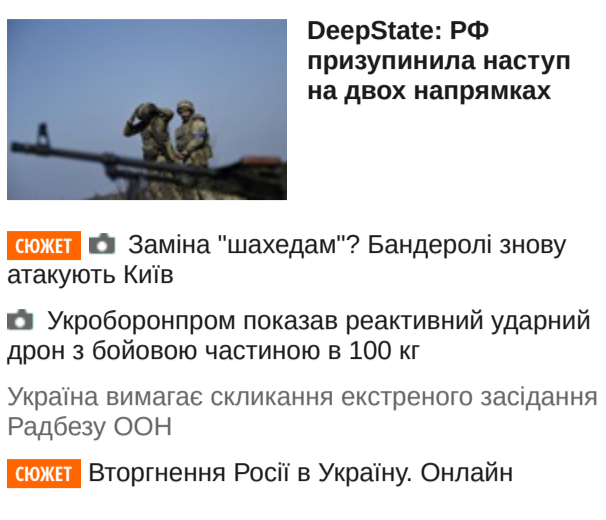 DeepState: РФ
призупинила наступ
на двох напрямках
СЮЖЕТ Заміна "шахедам"? Бандеролі знову
атакують Київ
Укроборонпром показав реактивний ударний
дрон з бойовою частиною в 100 кг
Україна вимагає скликання екстреного засідання
Радбезу ООН
СЮЖЕТ Вторгнення Росії в Україну. Онлайн